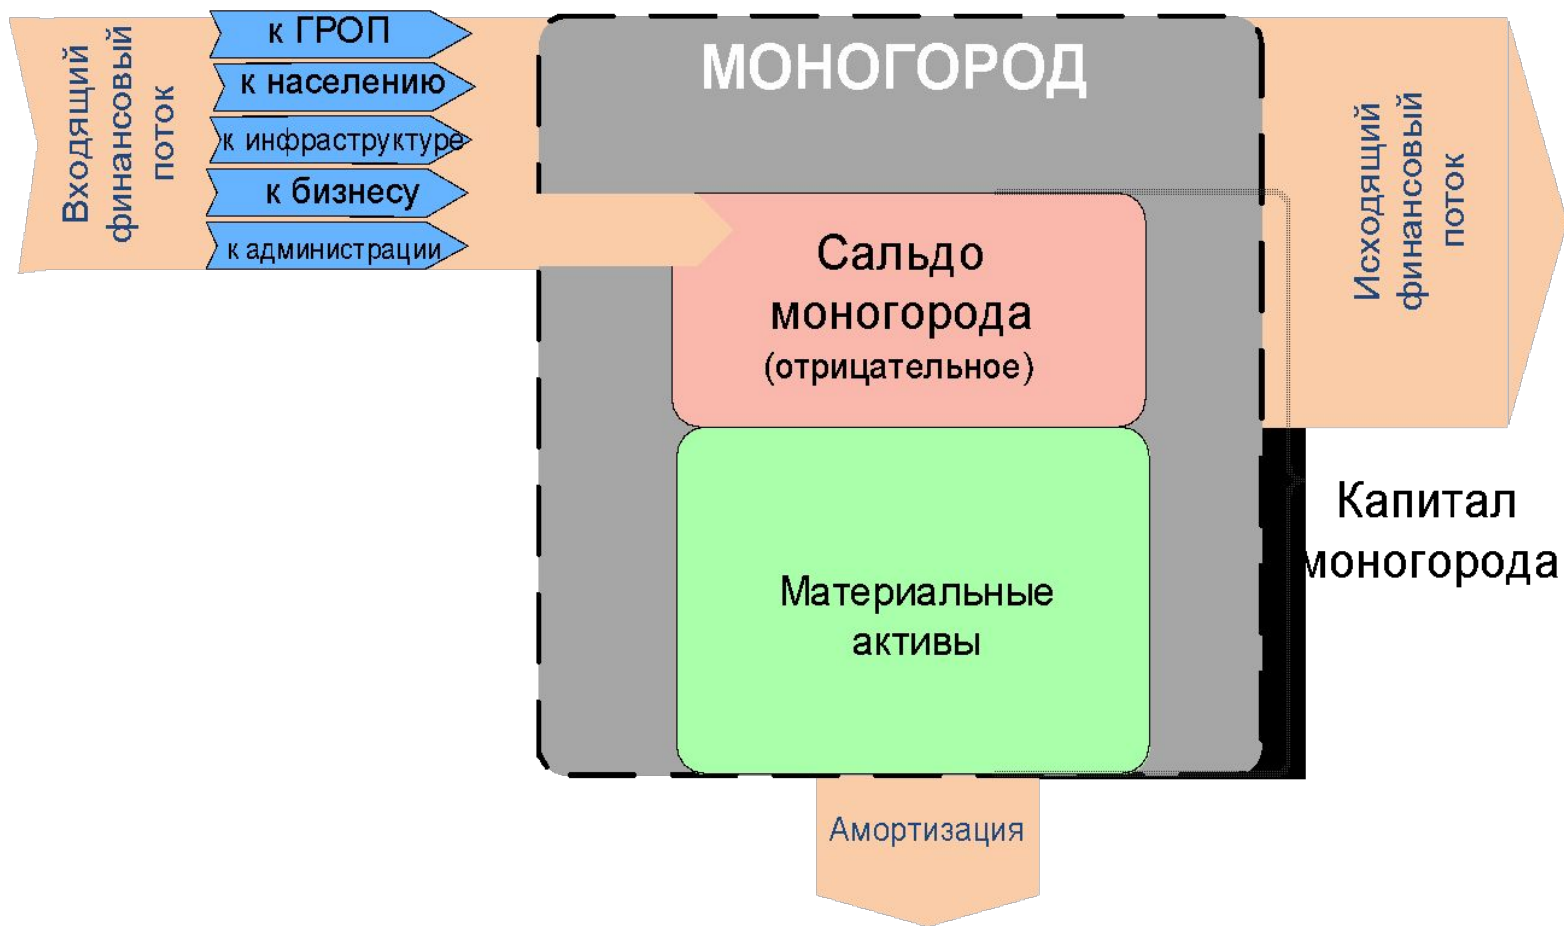 Входящий
финансовый
поток
к ГРОП
к населению
к инфраструктуре
к бизнесу
к администрации
МОНОГОРОД
Сальдо
моногорода
(отрицательное)
Материальные
активы
Исходящий
финансовый
поток
Капитал
моногорода
Амортизация